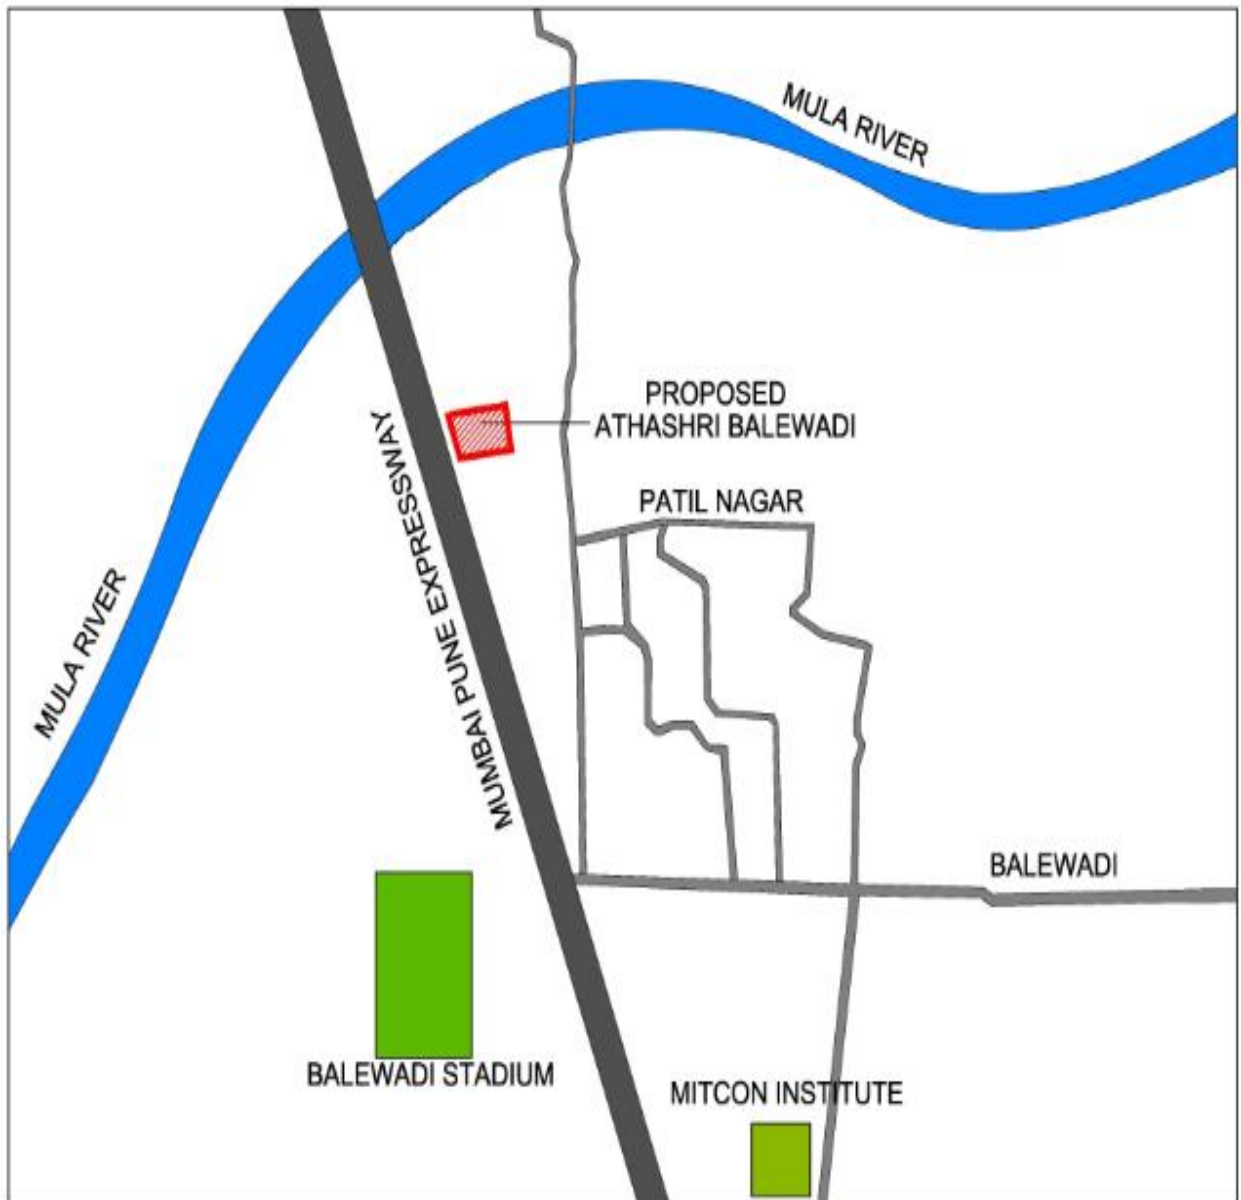 MULA RIVER
PROPOSED
ATHASHRI BALEWADI
MUMBAI PUNE EXPRESSWAY
PATIL NAGAR
MULA RIVER
BALEWADI
BALEWADI STADIUM
MITCON INSTITUTE